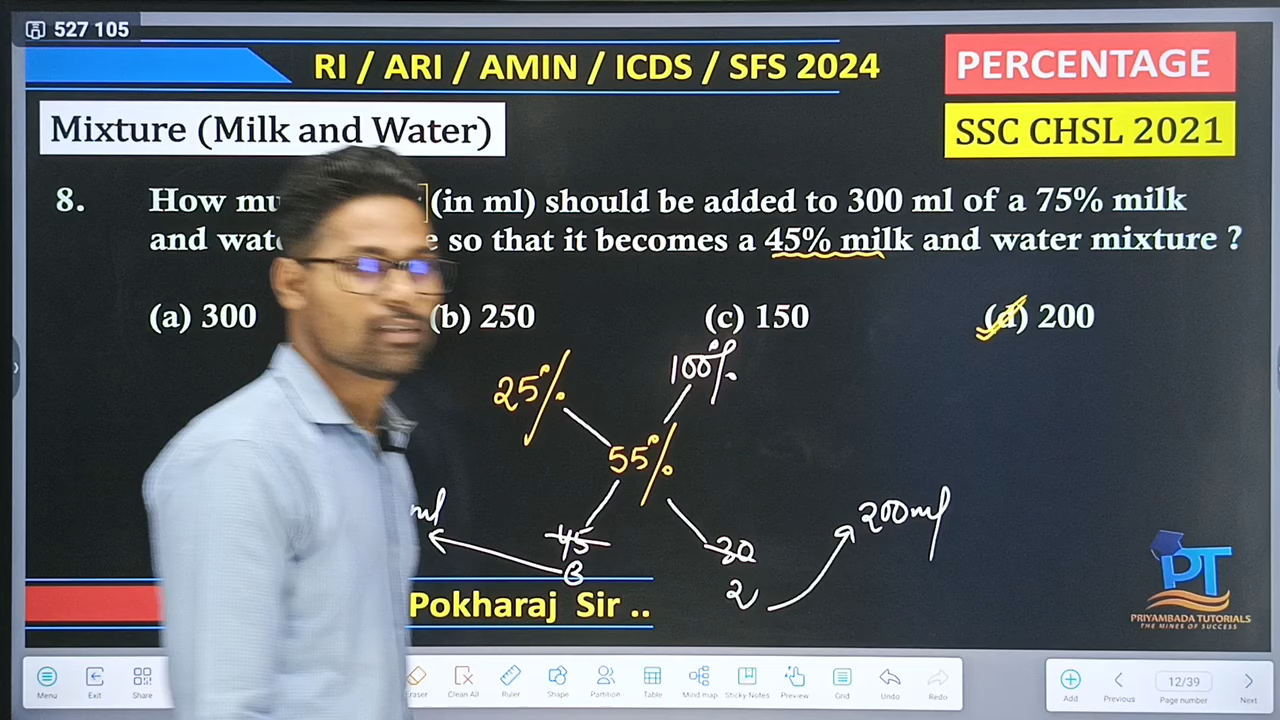 527 105
RI / ARI / AMIN / ICDS / SFS 2024
PERCENTAGE
Mixture (Milk and Water)
SSC CHSL 2021
8. How (in ml) should be added to 300 ml of a 75% milk
and so that it becomes a 45% milk and water mixture ?
(a) 300 (b) 250 (c) 150 (d) 200
25% 100%
55%
ml 45 30 200ml
3 2
Pokharaj Sir ..
PT
PRIYAMBADA TUTORIALS
THE MINES OF SUCCESS
Menu Exit Share Eraser Clean All Ruler Shape Partition Table Mind map Sticky Notes Preview Grid Undo Redo Add Previous 12/39 Page number Next